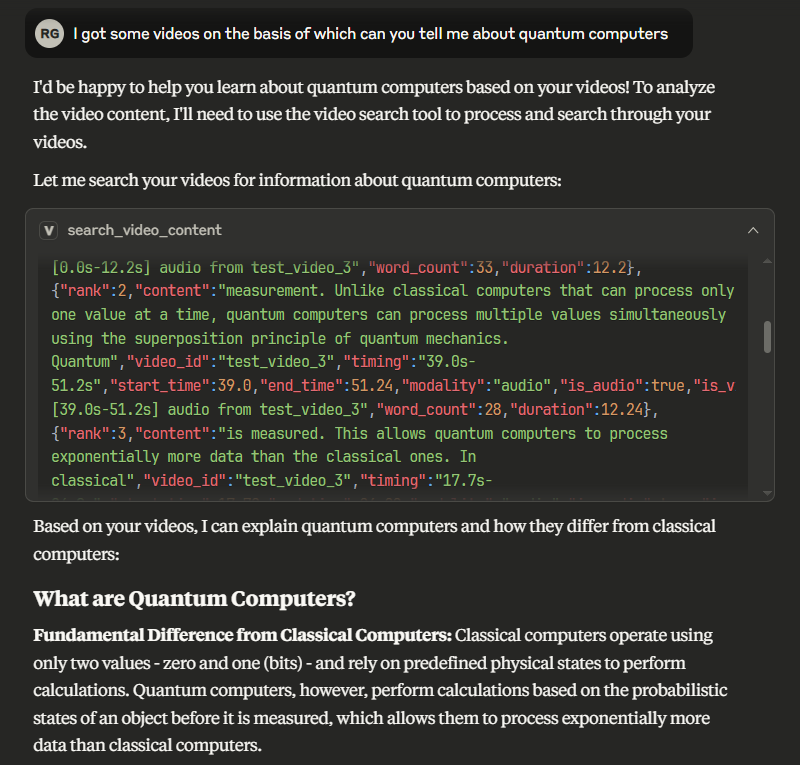 RG I got some videos on the basis of which can you tell me about quantum computers
I'd be happy to help you learn about quantum computers based on your videos! To analyze
the video content, I'll need to use the video search tool to process and search through your
videos.
Let me search your videos for information about quantum computers:
V search_video_content
[0.0s-12.2s] audio from test_video_3","word_count":33,"duration":12.2},
{"rank":2,"content":"measurement. Unlike classical computers that can process only
one value at a time, quantum computers can process multiple values simultaneously
using the superposition principle of quantum mechanics.
Quantum","video_id":"test_video_3","timing":"39.0s-
51.2s","start_time":39.0,"end_time":51.24,"modality":"audio","is_audio":true,"is_v
[39.0s-51.2s] audio from test_video_3","word_count":28,"duration":12.24},
{"rank":3,"content":"is measured. This allows quantum computers to process
exponentially more data than the classical ones. In
classical","video_id":"test_video_3","timing":"17.7s-
Based on your videos, I can explain quantum computers and how they differ from classical
computers:
What are Quantum Computers?
Fundamental Difference from Classical Computers: Classical computers operate using
only two values - zero and one (bits) - and rely on predefined physical states to perform
calculations. Quantum computers, however, perform calculations based on the probabilistic
states of an object before it is measured, which allows them to process exponentially more
data than classical computers.